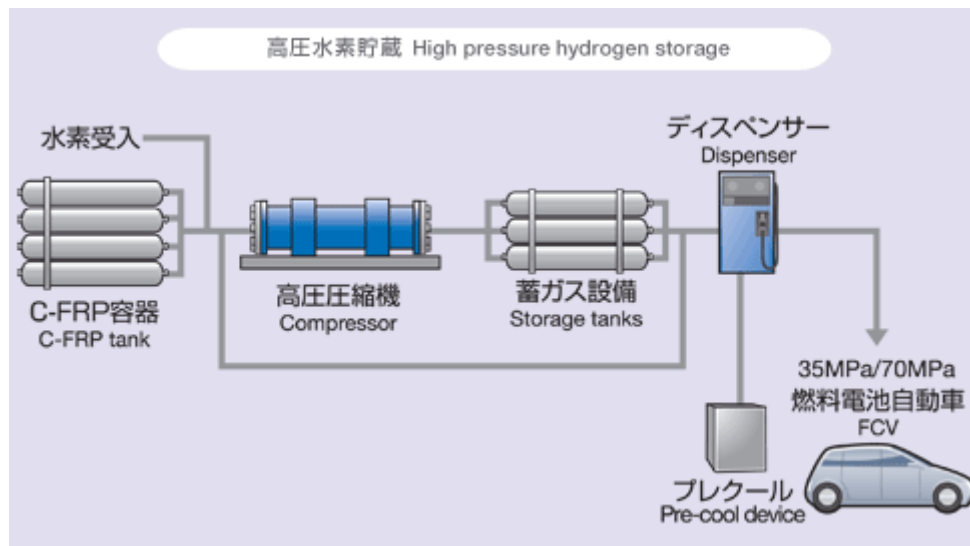 高圧水素貯蔵 High pressure hydrogen storage
水素受入
C-FRP容器
C-FRP tank
高圧圧縮機
Compressor
蓄ガス設備
Storage tanks
ディスペンサー
Dispenser
プレクール
Pre-cool device
35MPa/70MPa
燃料電池自動車
FCV